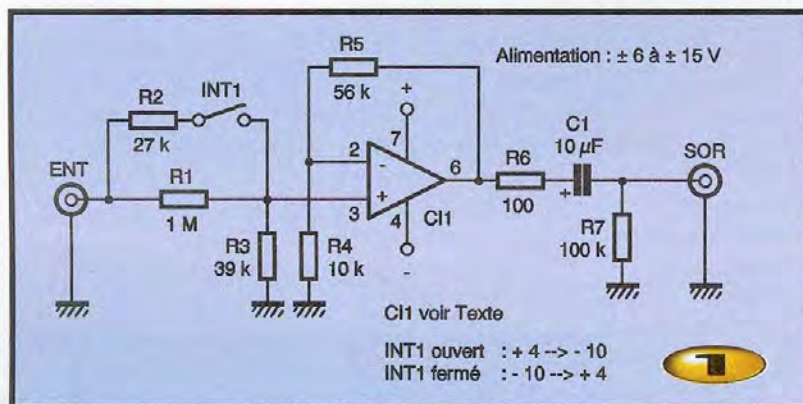 Alimentation : ± 6 à ± 15 V
R5
56 k
R2
27 k
INT1
ENT
R1
1 M
+
7
2
-
6
3
+
4
CI1
-
R3
39 k
R4
10 k
R6
100
C1
10 µF
+
SOR
R7
100 k
CI1 voir Texte
INT1 ouvert : + 4 --> - 10
INT1 fermé : - 10 --> + 4
1